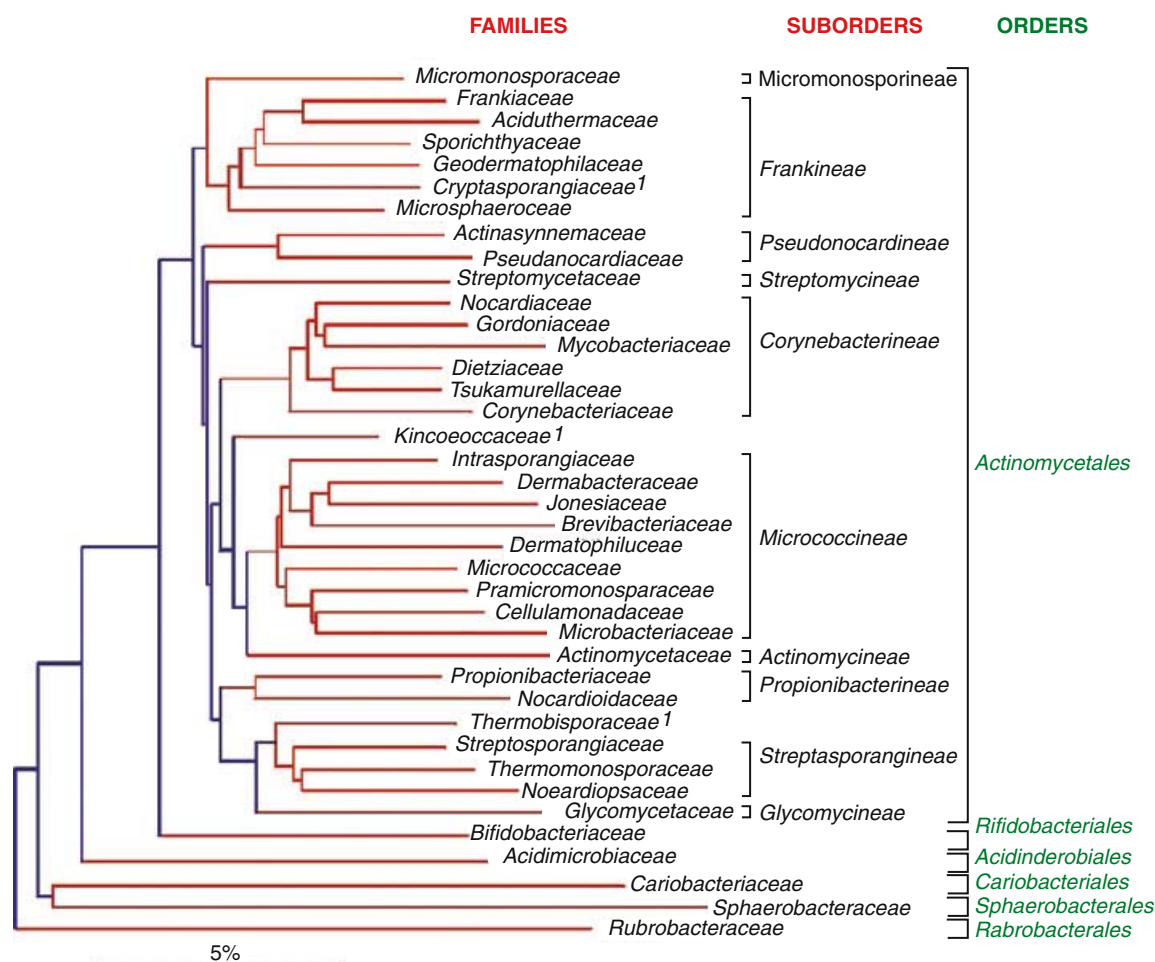 FAMILIES SUBORDERS ORDERS
Micromonosporaceae Micromonosporineae
Frankiaceae
Aciduthermaceae
Sporichthyaceae
Geodermatophilaceae Frankineae
Cryptasporangiaceae1
Microsphaeroceae
Actinasynnemaceae Pseudonocardineae
Pseudanocardiaceae
Streptomycetaceae Streptomycineae
Nocardiaceae
Gordoniaceae
Mycobacteriaceae Corynebacterineae
Dietziaceae
Tsukamurellaceae
Corynebacteriaceae
Kincoeoccaceae1
Intrasporangiaceae Actinomycetales
Dermabacteraceae
Jonesiaceae
Brevibacteriaceae Micrococcineae
Dermatophiluceae
Micrococcaceae
Pramicromonosparaceae
Cellulamonadaceae
Microbacteriaceae
Actinomycetaceae Actinomycineae
Propionibacteriaceae Propionibacterineae
Nocardioidaceae
Thermobisporaceae1
Streptosporangiaceae Streptasporangineae
Thermomonosporaceae
Noeardiopsaceae
Glycomycetaceae Glycomycineae
Rifidobacteriales
Bifidobacteriaceae
Acidimicrobiaceae Acidinderobiales
Cariobacteriaceae Cariobacteriales
Sphaerobacteraceae Sphaerobacterales
Rubrobacteraceae Rabrobacterales
5%